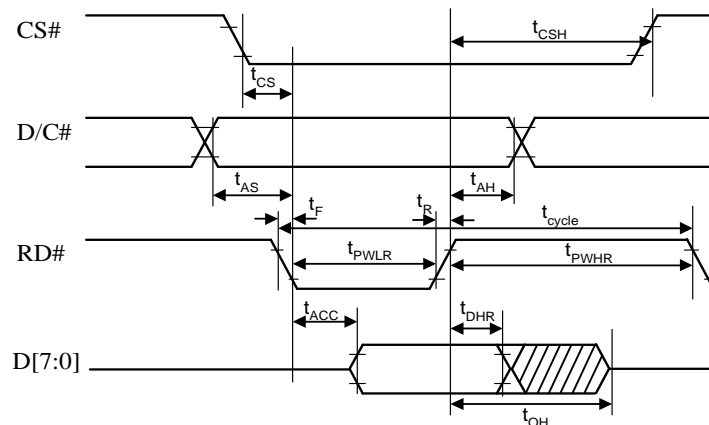 CS#
tCSH
tCS
D/C#
tAS
tAH
tF
tR
tcycle
RD#
tPWLR
tPWHR
tACC
tDHR
D[7:0]
tOH